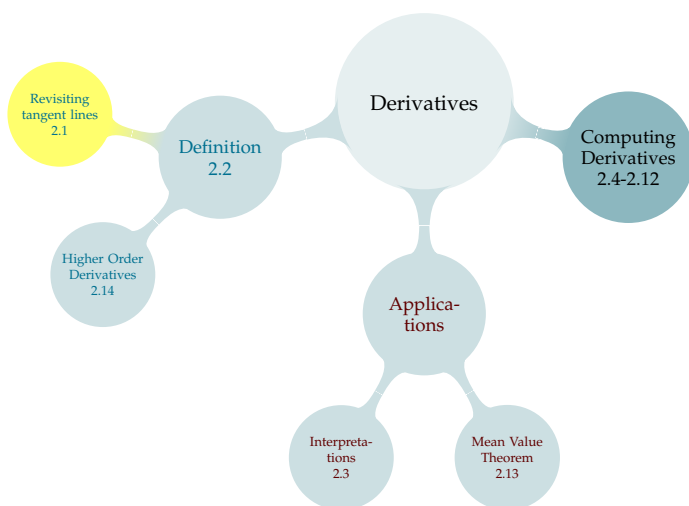 Derivatives
Revisiting
tangent lines
2.1
Definition
2.2
Computing
Derivatives
2.4-2.12
Higher Order
Derivatives
2.14
Applica-
tions
Interpreta-
tions
2.3
Mean Value
Theorem
2.13